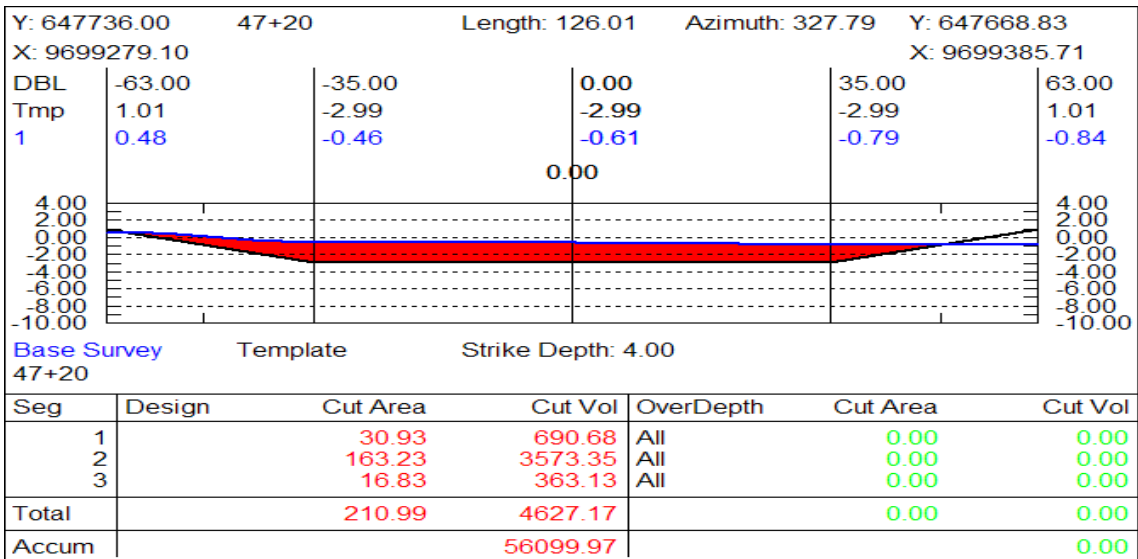 Y: 647736.00 47+20 Length: 126.01 Azimuth: 327.79 Y: 647668.83
X: 9699279.10 X: 9699385.71
DBL -63.00 -35.00 0.00 35.00 63.00
Tmp 1.01 -2.99 -2.99 -2.99 1.01
1 0.48 -0.46 -0.61 -0.79 -0.84
0.00
4.00 4.00
2.00 2.00
0.00 0.00
-2.00 -2.00
-4.00 -4.00
-6.00 -6.00
-8.00 -8.00
-10.00 -10.00
Base Survey Template Strike Depth: 4.00
47+20
Seg Design Cut Area Cut Vol OverDepth Cut Area Cut Vol
1 30.93 690.68 All 0.00 0.00
2 163.23 3573.35 All 0.00 0.00
3 16.83 363.13 All 0.00 0.00
Total 210.99 4627.17 0.00 0.00
Accum 56099.97 0.00